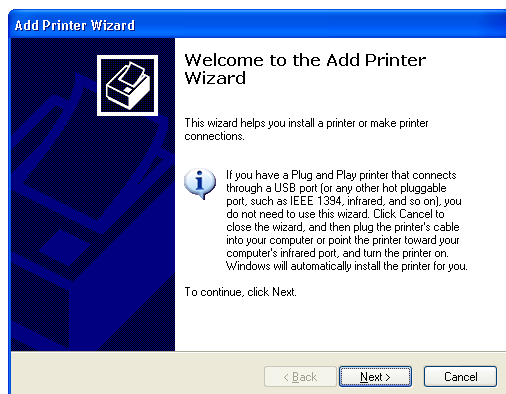 Add Printer Wizard
Welcome to the Add Printer
Wizard
This wizard helps you install a printer or make printer
connections.
If you have a Plug and Play printer that connects
through a USB port (or any other hot pluggable
port, such as IEEE 1394, infrared, and so on), you
do not need to use this wizard. Click Cancel to
close the wizard, and then plug the printer's cable
into your computer or point the printer toward your
computer's infrared port, and turn the printer on.
Windows will automatically install the printer for you.
To continue, click Next.
< Back
Next >
Cancel